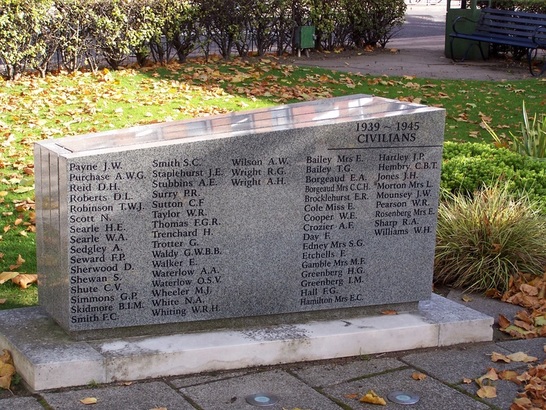 Payne J.W.
Purchase A.W.G.
Reid D.H.
Roberts D.L.
Robinson T.W.J.
Scott N.
Searle H.E.
Searle W.A.
Sedgley A.
Seward F.P.
Sherwood D.
Shewan S.
Shute C.V.
Simmons G.P.
Skidmore B.I.M.
Smith F.C.
Smith S.C.
Staplehurst J.E.
Stubbins A.E.
Surry P.R.
Sutton C.F
Taylor W.R.
Thomas F.G.R.
Trenchard H.
Trotter G.
Waldy G.W.B.B.
Walker E.
Waterlow A.A.
Waterlow O.S.V.
Wheeler M.J.
White N.A.
Whiting W.R.H.
Wilson A.W.
Wright R.G.
Wright A.H.
1939 ~ 1945
CIVILIANS
Bailey Mrs E.
Bailey T.G.
Borgeaud E.A.
Borgeaud Mrs C.C.H.
Brocklehurst E.R.
Cole Miss E.
Cooper W.E.
Crozier A.F.
Day F.
Edney Mrs S.G.
Etchells F.
Gamble Mrs M.F.
Greenberg H.G.
Greenberg I.M.
Hall F.G.
Hamilton Mrs E.C.
Hartley J.P.
Hembry C.B.T.
Jones J.H.
Morton Mrs L.
Mounsey J.W.
Pearson W.R.
Rosenberg Mrs E.
Sharp R.A.
Williams W.H.